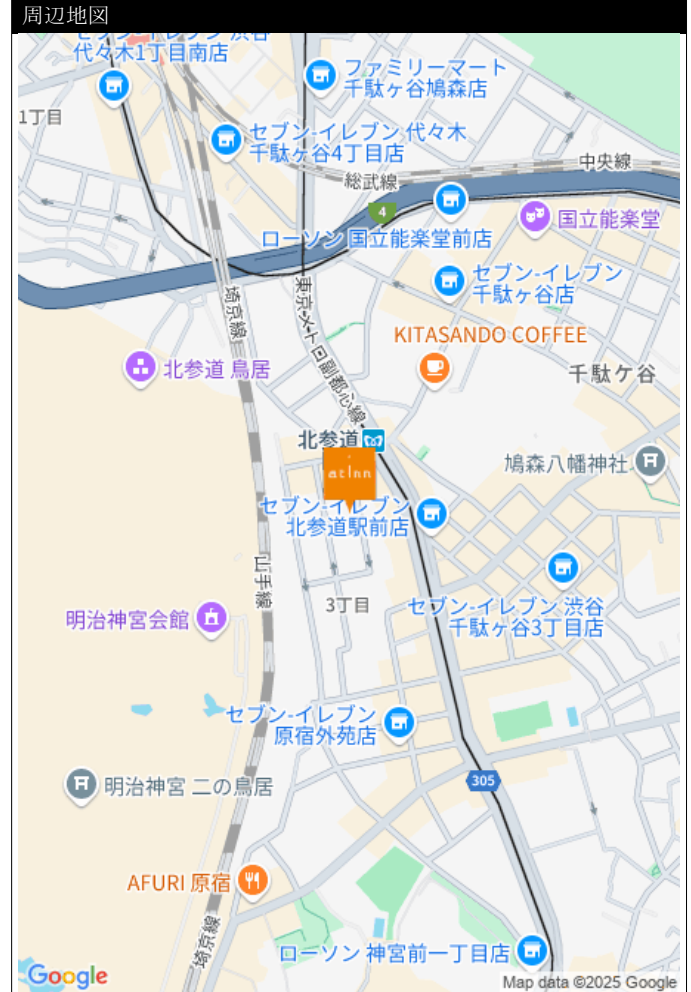 周辺地図
セブン-イレブン 渋谷
代々木1丁目南店
ファミリーマート
千駄ヶ谷鳩森店
1丁目
セブン-イレブン 代々木
千駄ヶ谷4丁目店
中央線
総武線
4
国立能楽堂
ローソン 国立能楽堂前店
セブン-イレブン
千駄ヶ谷店
埼京線
東京メトロ副都心線
KITASANDO COFFEE
北参道 鳥居
千駄ケ谷
北参道
atinn
鳩森八幡神社
セブン-イレブン
北参道駅前店
山手線
3丁目
セブン-イレブン 渋谷
千駄ヶ谷3丁目店
明治神宮会館
セブン-イレブン
原宿外苑店
305
明治神宮 二の鳥居
AFURI 原宿
埼京線
ローソン 神宮前一丁目店
Google
Map data ©2025 Google